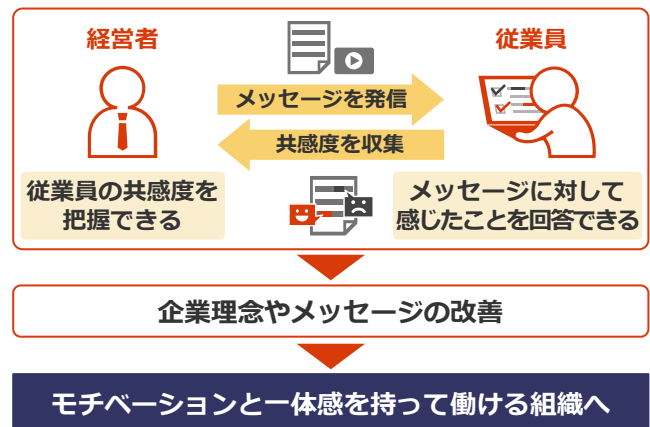 経営者
従業員
メッセージを発信
共感度を収集
従業員の共感度を
把握できる
メッセージに対して
感じたことを回答できる
企業理念やメッセージの改善
モチベーションと一体感を持って働ける組織へ